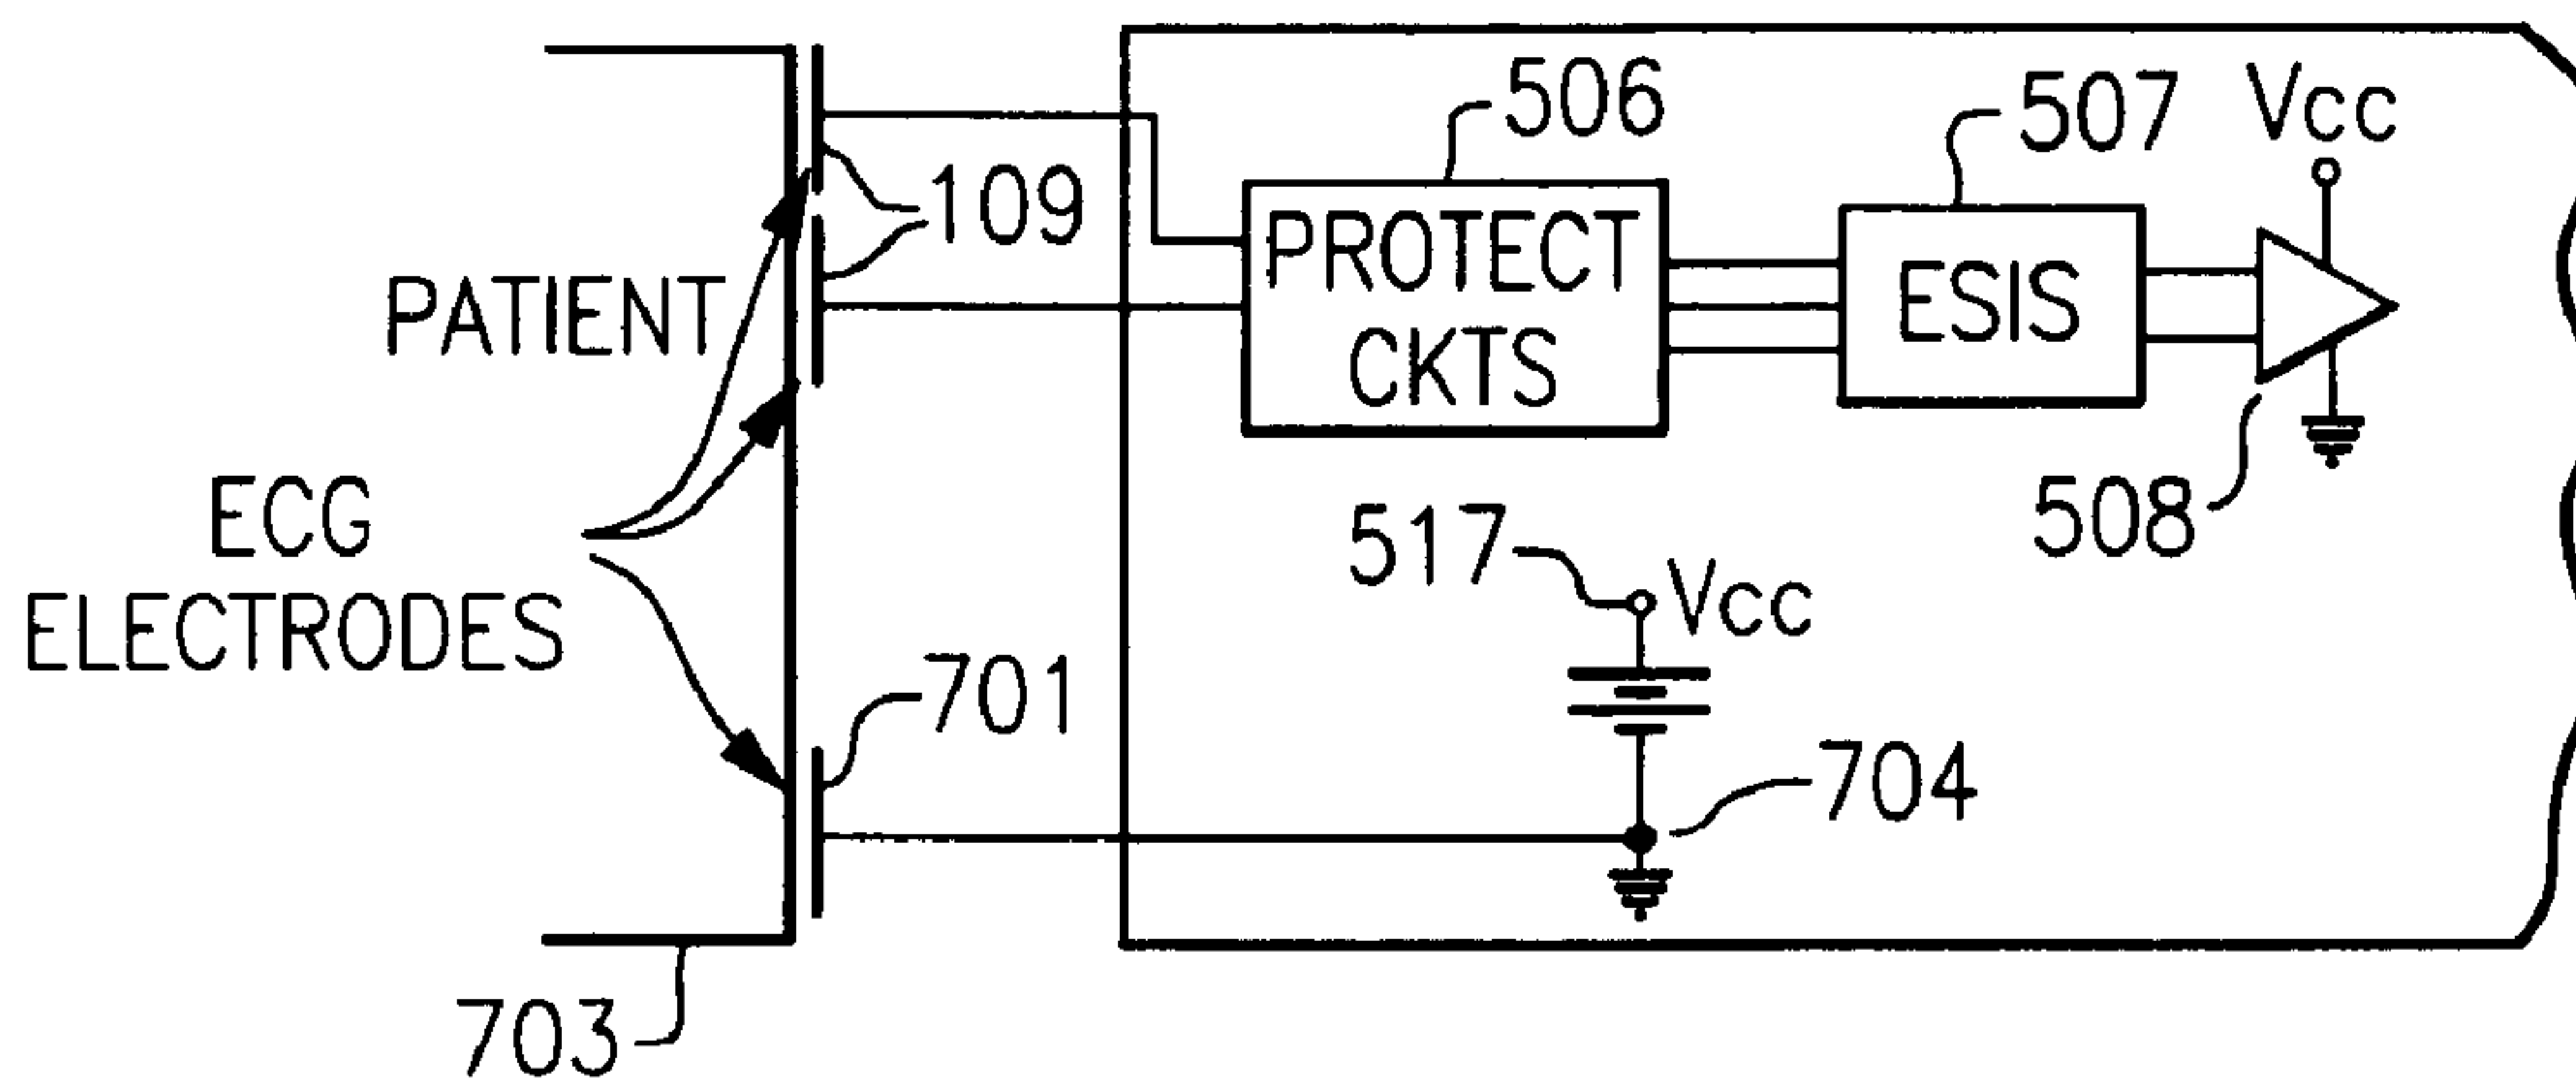 506
507
Vcc
109
PROTECT
CKTS
ESIS
PATIENT
508
ECG
ELECTRODES
517
Vcc
701
704
703